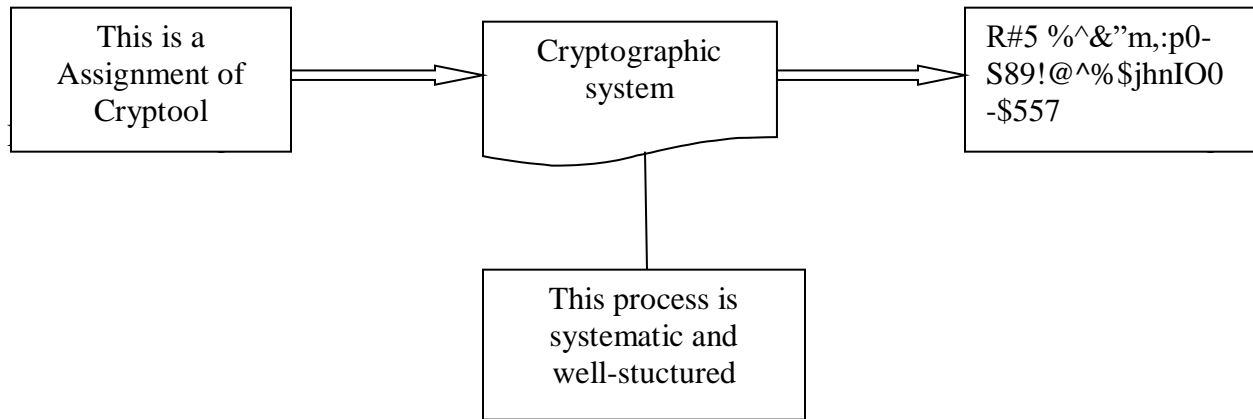 This is a
Assignment of
Cryptool
Cryptographic
system
R#5 %^&”m,:p0-
S89!@^%$jhnIO0
-$557
This process is
systematic and
well-stuctured